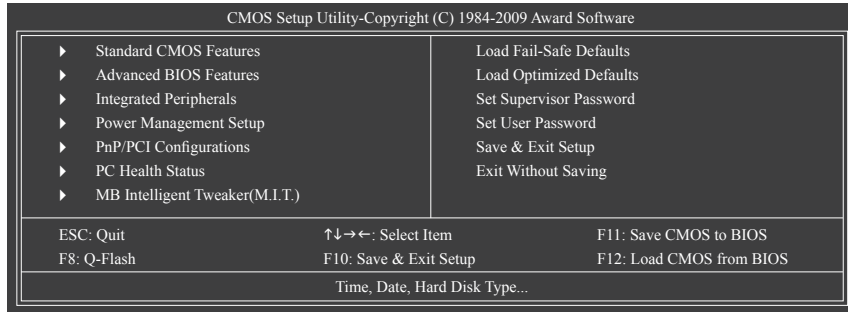 CMOS Setup Utility-Copyright (C) 1984-2009 Award Software
Standard CMOS Features
Advanced BIOS Features
Integrated Peripherals
Power Management Setup
PnP/PCI Configurations
PC Health Status
MB Intelligent Tweaker(M.I.T.)
Load Fail-Safe Defaults
Load Optimized Defaults
Set Supervisor Password
Set User Password
Save & Exit Setup
Exit Without Saving
ESC: Quit ↑↓→←: Select Item F11: Save CMOS to BIOS
F8: Q-Flash F10: Save & Exit Setup F12: Load CMOS from BIOS
Time, Date, Hard Disk Type...